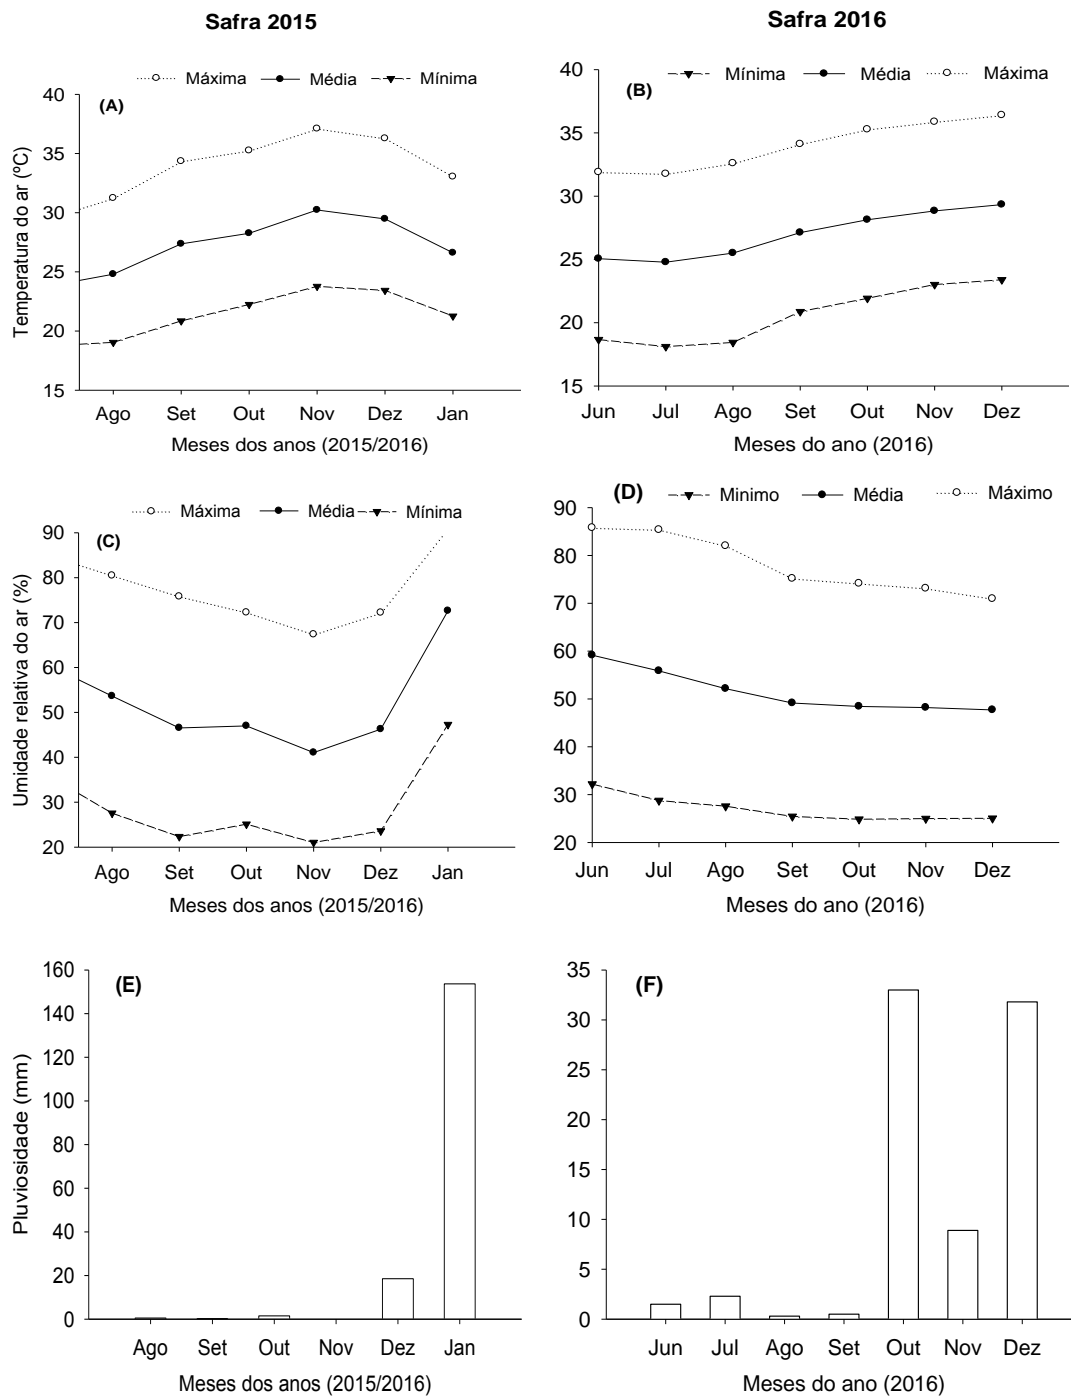 Safra 2015
Safra 2016
Máxima Média Mínima
(A)
40
35
30
25
20
15
Temperatura do ar (ºC)
Ago Set Out Nov Dez Jan
Meses dos anos (2015/2016)
Mínima Média Máxima
(B)
40
35
30
25
20
15
Jun Jul Ago Set Out Nov Dez
Meses do ano (2016)
Máxima Média Mínima
(C)
90
80
70
60
50
40
30
20
Umidade relativa do ar (%)
Ago Set Out Nov Dez Jan
Meses dos anos (2015/2016)
(D) Minimo Média Máximo
90
80
70
60
50
40
30
20
Jun Jul Ago Set Out Nov Dez
Meses do ano (2016)
(E)
160
140
120
100
80
60
40
20
0
Pluviosidade (mm)
Ago Set Out Nov Dez Jan
Meses dos anos (2015/2016)
(F)
35
30
25
20
15
10
5
0
Jun Jul Ago Set Out Nov Dez
Meses do ano (2016)